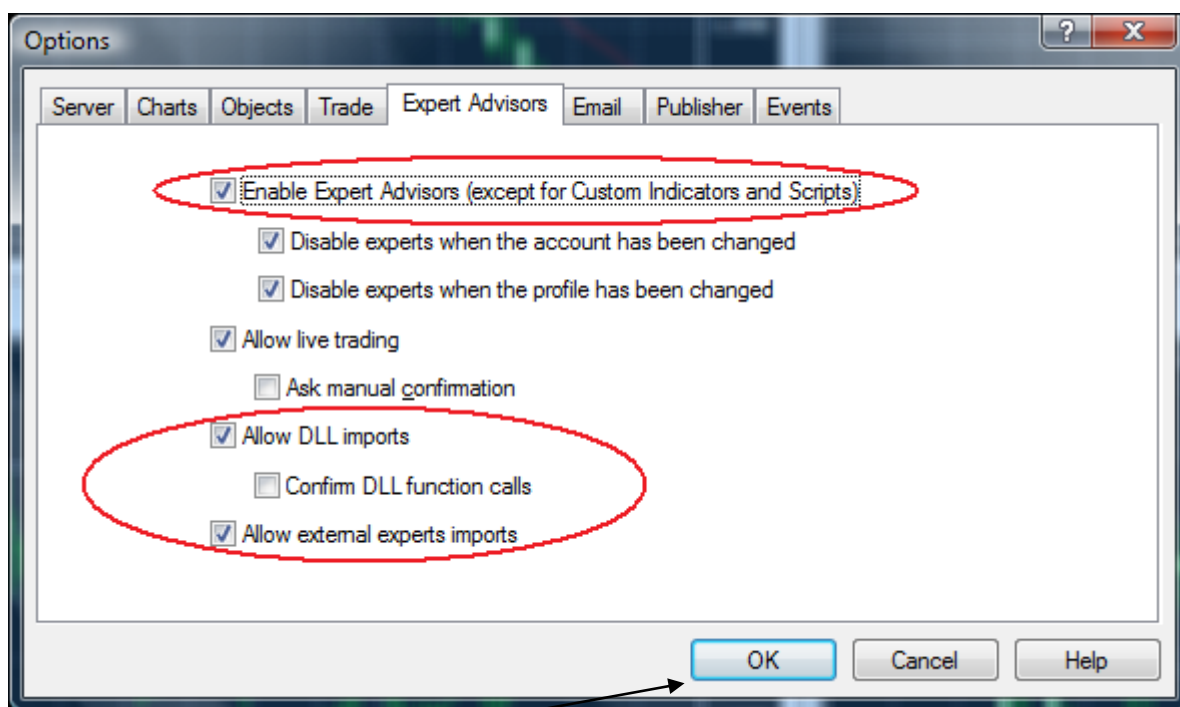 Options
Server Charts Objects Trade Expert Advisors Email Publisher Events
Enable Expert Advisors (except for Custom Indicators and Scripts)
Disable experts when the account has been changed
Disable experts when the profile has been changed
Allow live trading
Ask manual confirmation
Allow DLL imports
Confirm DLL function calls
Allow external experts imports
OK Cancel Help